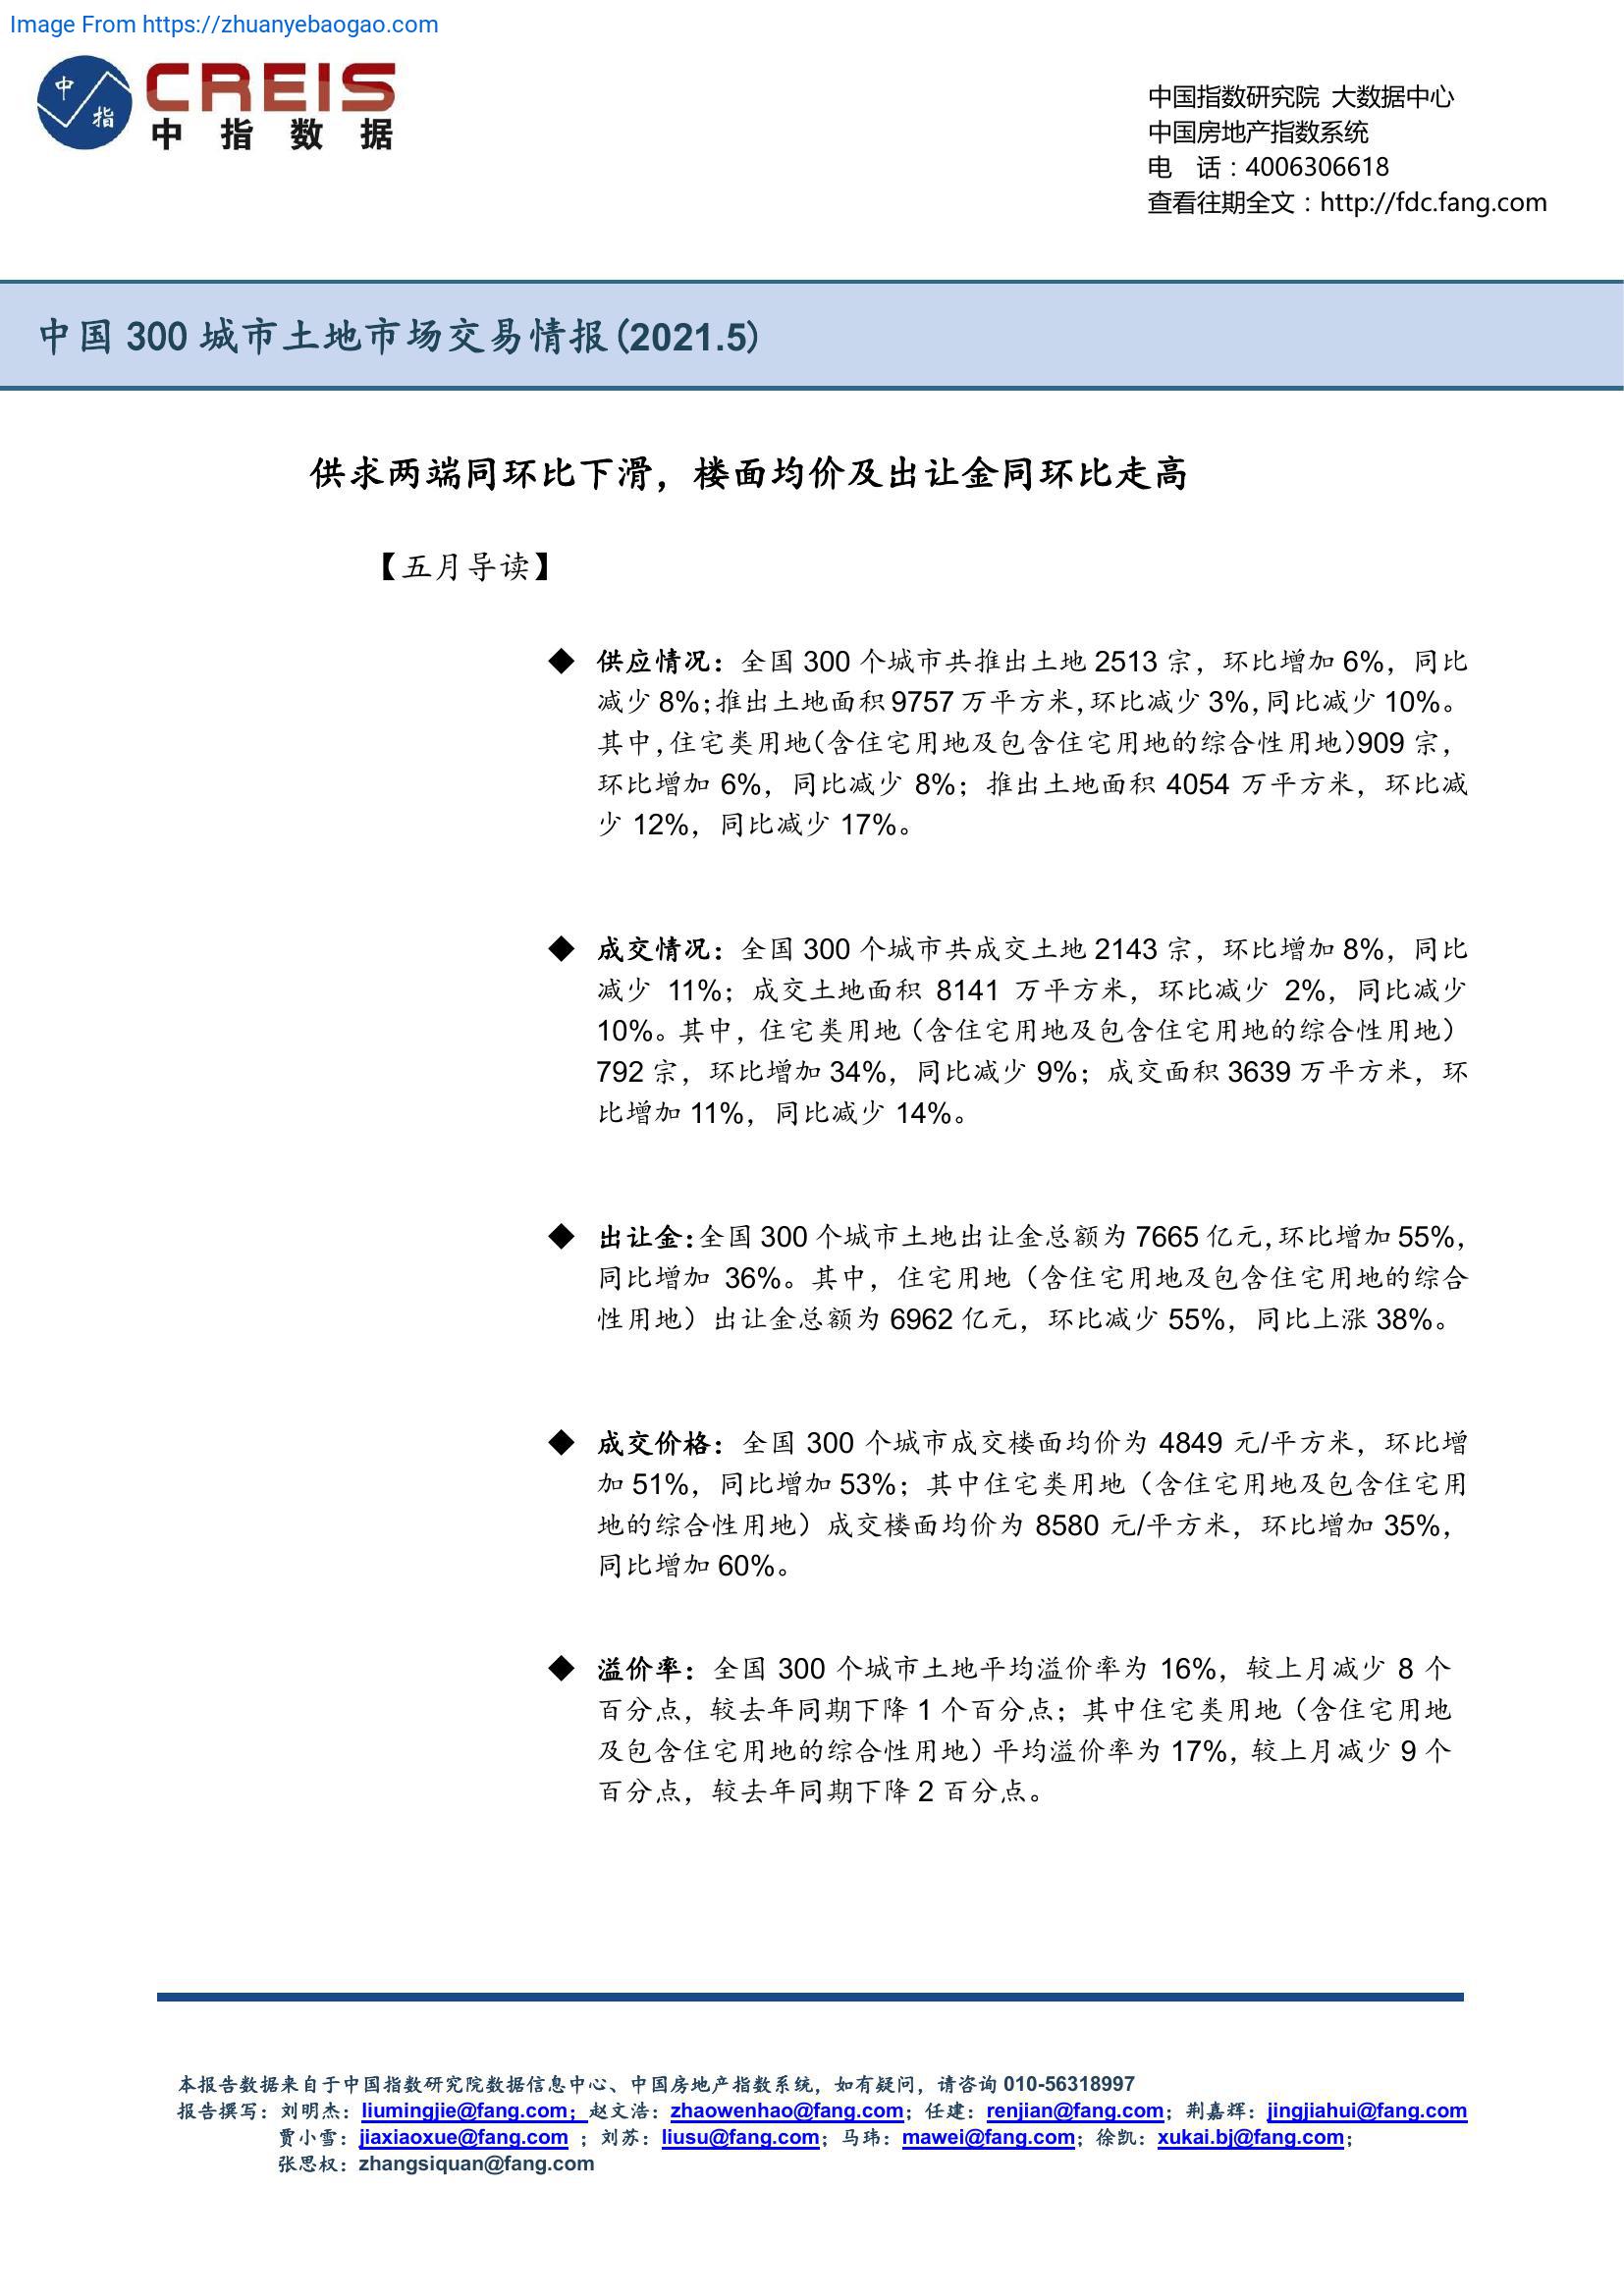 Image From https://zhuanyebaogao.com
中
指
CREIS
中指数据
中国指数研究院 大数据中心
中国房地产指数系统
电 话：4006306618
查看往期全文：http://fdc.fang.com
中国 300 城市土地市场交易情报(2021.5)
供求两端同环比下滑，楼面均价及出让金同环比走高
【五月导读】
◆ 供应情况：全国 300 个城市共推出土地 2513 宗，环比增加 6%，同比
减少 8%；推出土地面积 9757 万平方米，环比减少 3%，同比减少 10%。
其中，住宅类用地（含住宅用地及包含住宅用地的综合性用地）909 宗，
环比增加 6%，同比减少 8%；推出土地面积 4054 万平方米，环比减
少 12%，同比减少 17%。
◆ 成交情况：全国 300 个城市共成交土地 2143 宗，环比增加 8%，同比
减少 11%；成交土地面积 8141 万平方米，环比减少 2%，同比减少
10%。其中，住宅类用地（含住宅用地及包含住宅用地的综合性用地）
792 宗，环比增加 34%，同比减少 9%；成交面积 3639 万平方米，环
比增加 11%，同比减少 14%。
◆ 出让金：全国 300 个城市土地出让金总额为 7665 亿元，环比增加 55%，
同比增加 36%。其中，住宅用地（含住宅用地及包含住宅用地的综合
性用地）出让金总额为 6962 亿元，环比减少 55%，同比上涨 38%。
◆ 成交价格：全国 300 个城市成交楼面均价为 4849 元/平方米，环比增
加 51%，同比增加 53%；其中住宅类用地（含住宅用地及包含住宅用
地的综合性用地）成交楼面均价为 8580 元/平方米，环比增加 35%，
同比增加 60%。
◆ 溢价率：全国 300 个城市土地平均溢价率为 16%，较上月减少 8 个
百分点，较去年同期下降 1 个百分点；其中住宅类用地（含住宅用地
及包含住宅用地的综合性用地）平均溢价率为 17%，较上月减少 9 个
百分点，较去年同期下降 2 百分点。
本报告数据来自于中国指数研究院数据信息中心、中国房地产指数系统，如有疑问，请咨询 010-56318997
报告撰写：刘明杰：liumingjie@fang.com；赵文浩：zhaowenhao@fang.com；任建：renjian@fang.com；荆嘉辉：jingjiahui@fang.com
贾小雪：jiaxiaoxue@fang.com ；刘苏：liusu@fang.com；马玮：mawei@fang.com；徐凯：xukai.bj@fang.com；
张思权：zhangsiquan@fang.com